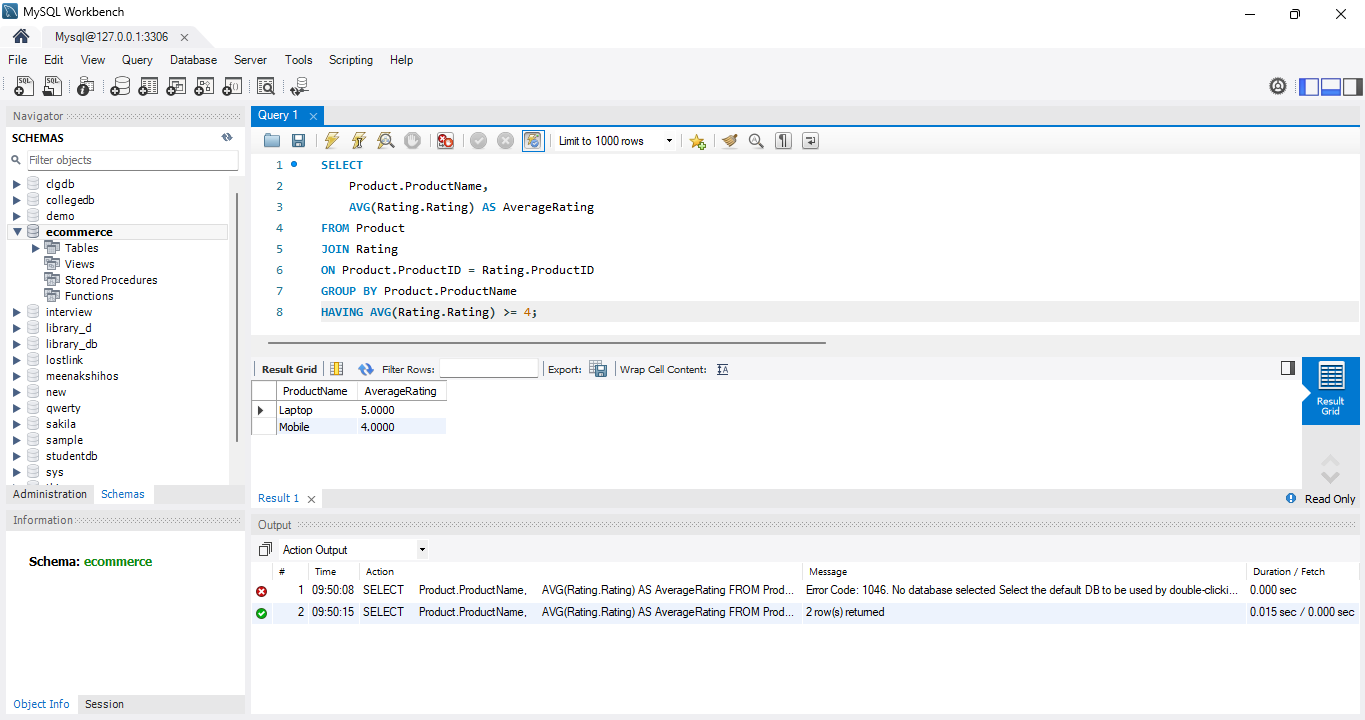 MySQL Workbench
Mysql@127.0.0.1:3306
File Edit View Query Database Server Tools Scripting Help
Navigator
SCHEMAS
Filter objects
clgdb
collegedb
demo
ecommerce
Tables
Views
Stored Procedures
Functions
interview
library_d
library_db
lostlink
meenakshihos
new
qwerty
sakila
sample
studentdb
sys
Administration Schemas
Information
Schema: ecommerce
Object Info Session
Query 1
Limit to 1000 rows
1 SELECT
2 Product.ProductName,
3 AVG(Rating.Rating) AS AverageRating
4 FROM Product
5 JOIN Rating
6 ON Product.ProductID = Rating.ProductID
7 GROUP BY Product.ProductName
8 HAVING AVG(Rating.Rating) >= 4;
Result Grid Filter Rows: Export: Wrap Cell Content:
ProductName AverageRating
Laptop 5.0000
Mobile 4.0000
Result
Grid
Result 1
Read Only
Output
Action Output
# Time Action Message Duration / Fetch
1 09:50:08 SELECT Product.ProductName, AVG(Rating.Rating) AS AverageRating FROM Prod... Error Code: 1046. No database selected Select the default DB to be used by double-clicki... 0.000 sec
2 09:50:15 SELECT Product.ProductName, AVG(Rating.Rating) AS AverageRating FROM Prod... 2 row(s) returned 0.015 sec / 0.000 sec